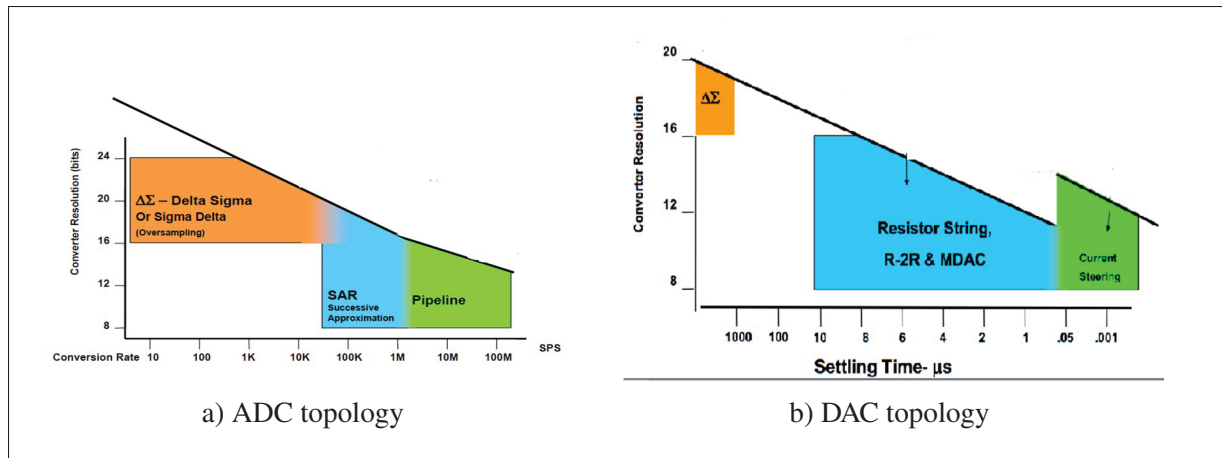 Converter Resolution (bits)
24
20
16
12
8
ΔΣ – Delta Sigma
Or Sigma Delta
(Oversampling)
SAR
Successive
Approximation
Pipeline
Conversion Rate 10 100 1K 10K 100K 1M 10M 100M SPS
a) ADC topology
Convertor Resolution
20
16
12
8
ΔΣ
Resistor String,
R-2R & MDAC
Current
Steering
1000 100 10 8 6 4 2 1 .05 .001
Settling Time- μs
b) DAC topology